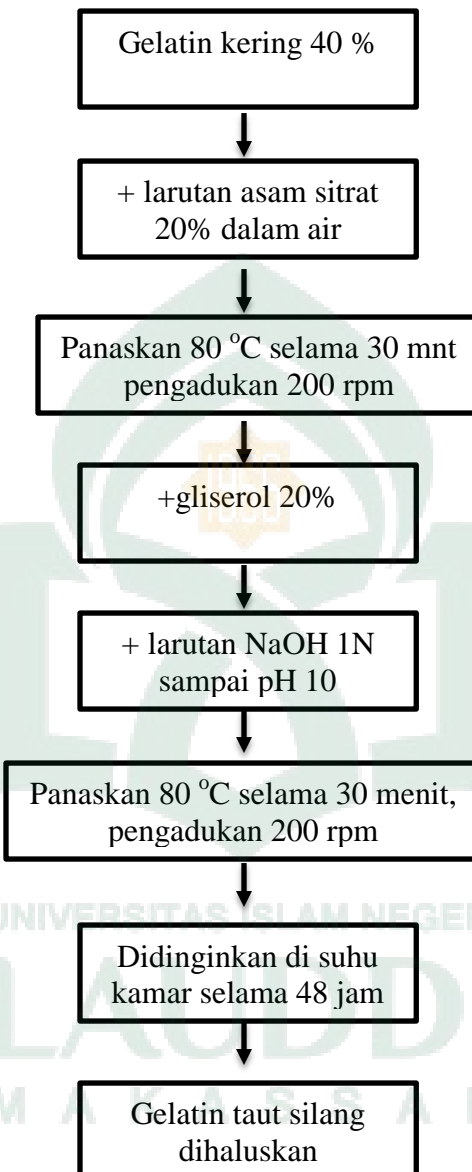 Gelatin kering 40 %
+ larutan asam sitrat
20% dalam air
Panaskan 80 °C selama 30 mnt
pengadukan 200 rpm
+gliserol 20%
+ larutan NaOH 1N
sampai pH 10
Panaskan 80 °C selama 30 menit,
pengadukan 200 rpm
UNIVERSITAS ISLAM NEGE
Didinginkan di suhu
kamar selama 48 jam
LAUDD
M A K A S S A
Gelatin taut silang
dihaluskan